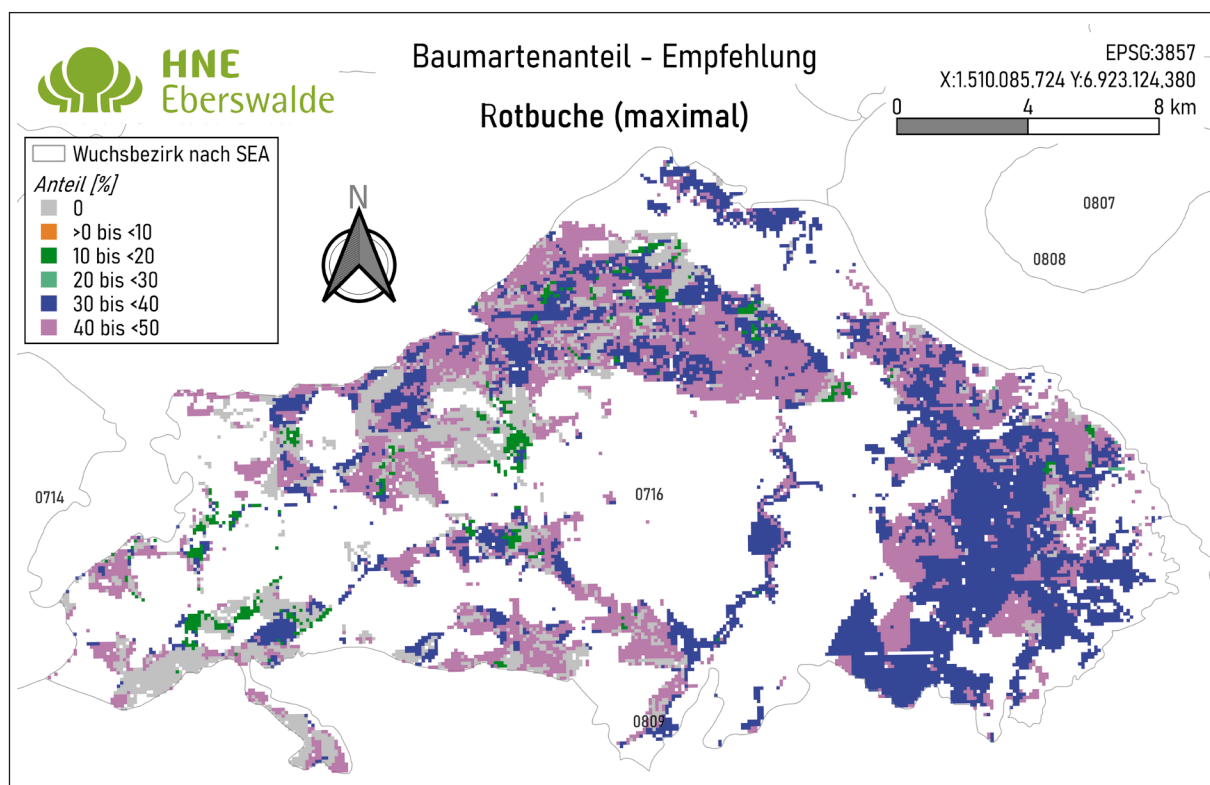 HNE
Eberswalde
Baumartenanteil - Empfehlung
Rotbuche (maximal)
EPSG:3857
X:1.510.085,724 Y:6.923.124,380
0 4 8 km
Wuchsbezirk nach SEA
Anteil [%]
0
>0 bis <10
10 bis <20
20 bis <30
30 bis <40
40 bis <50
N
0807
0808
0714
0716
0809